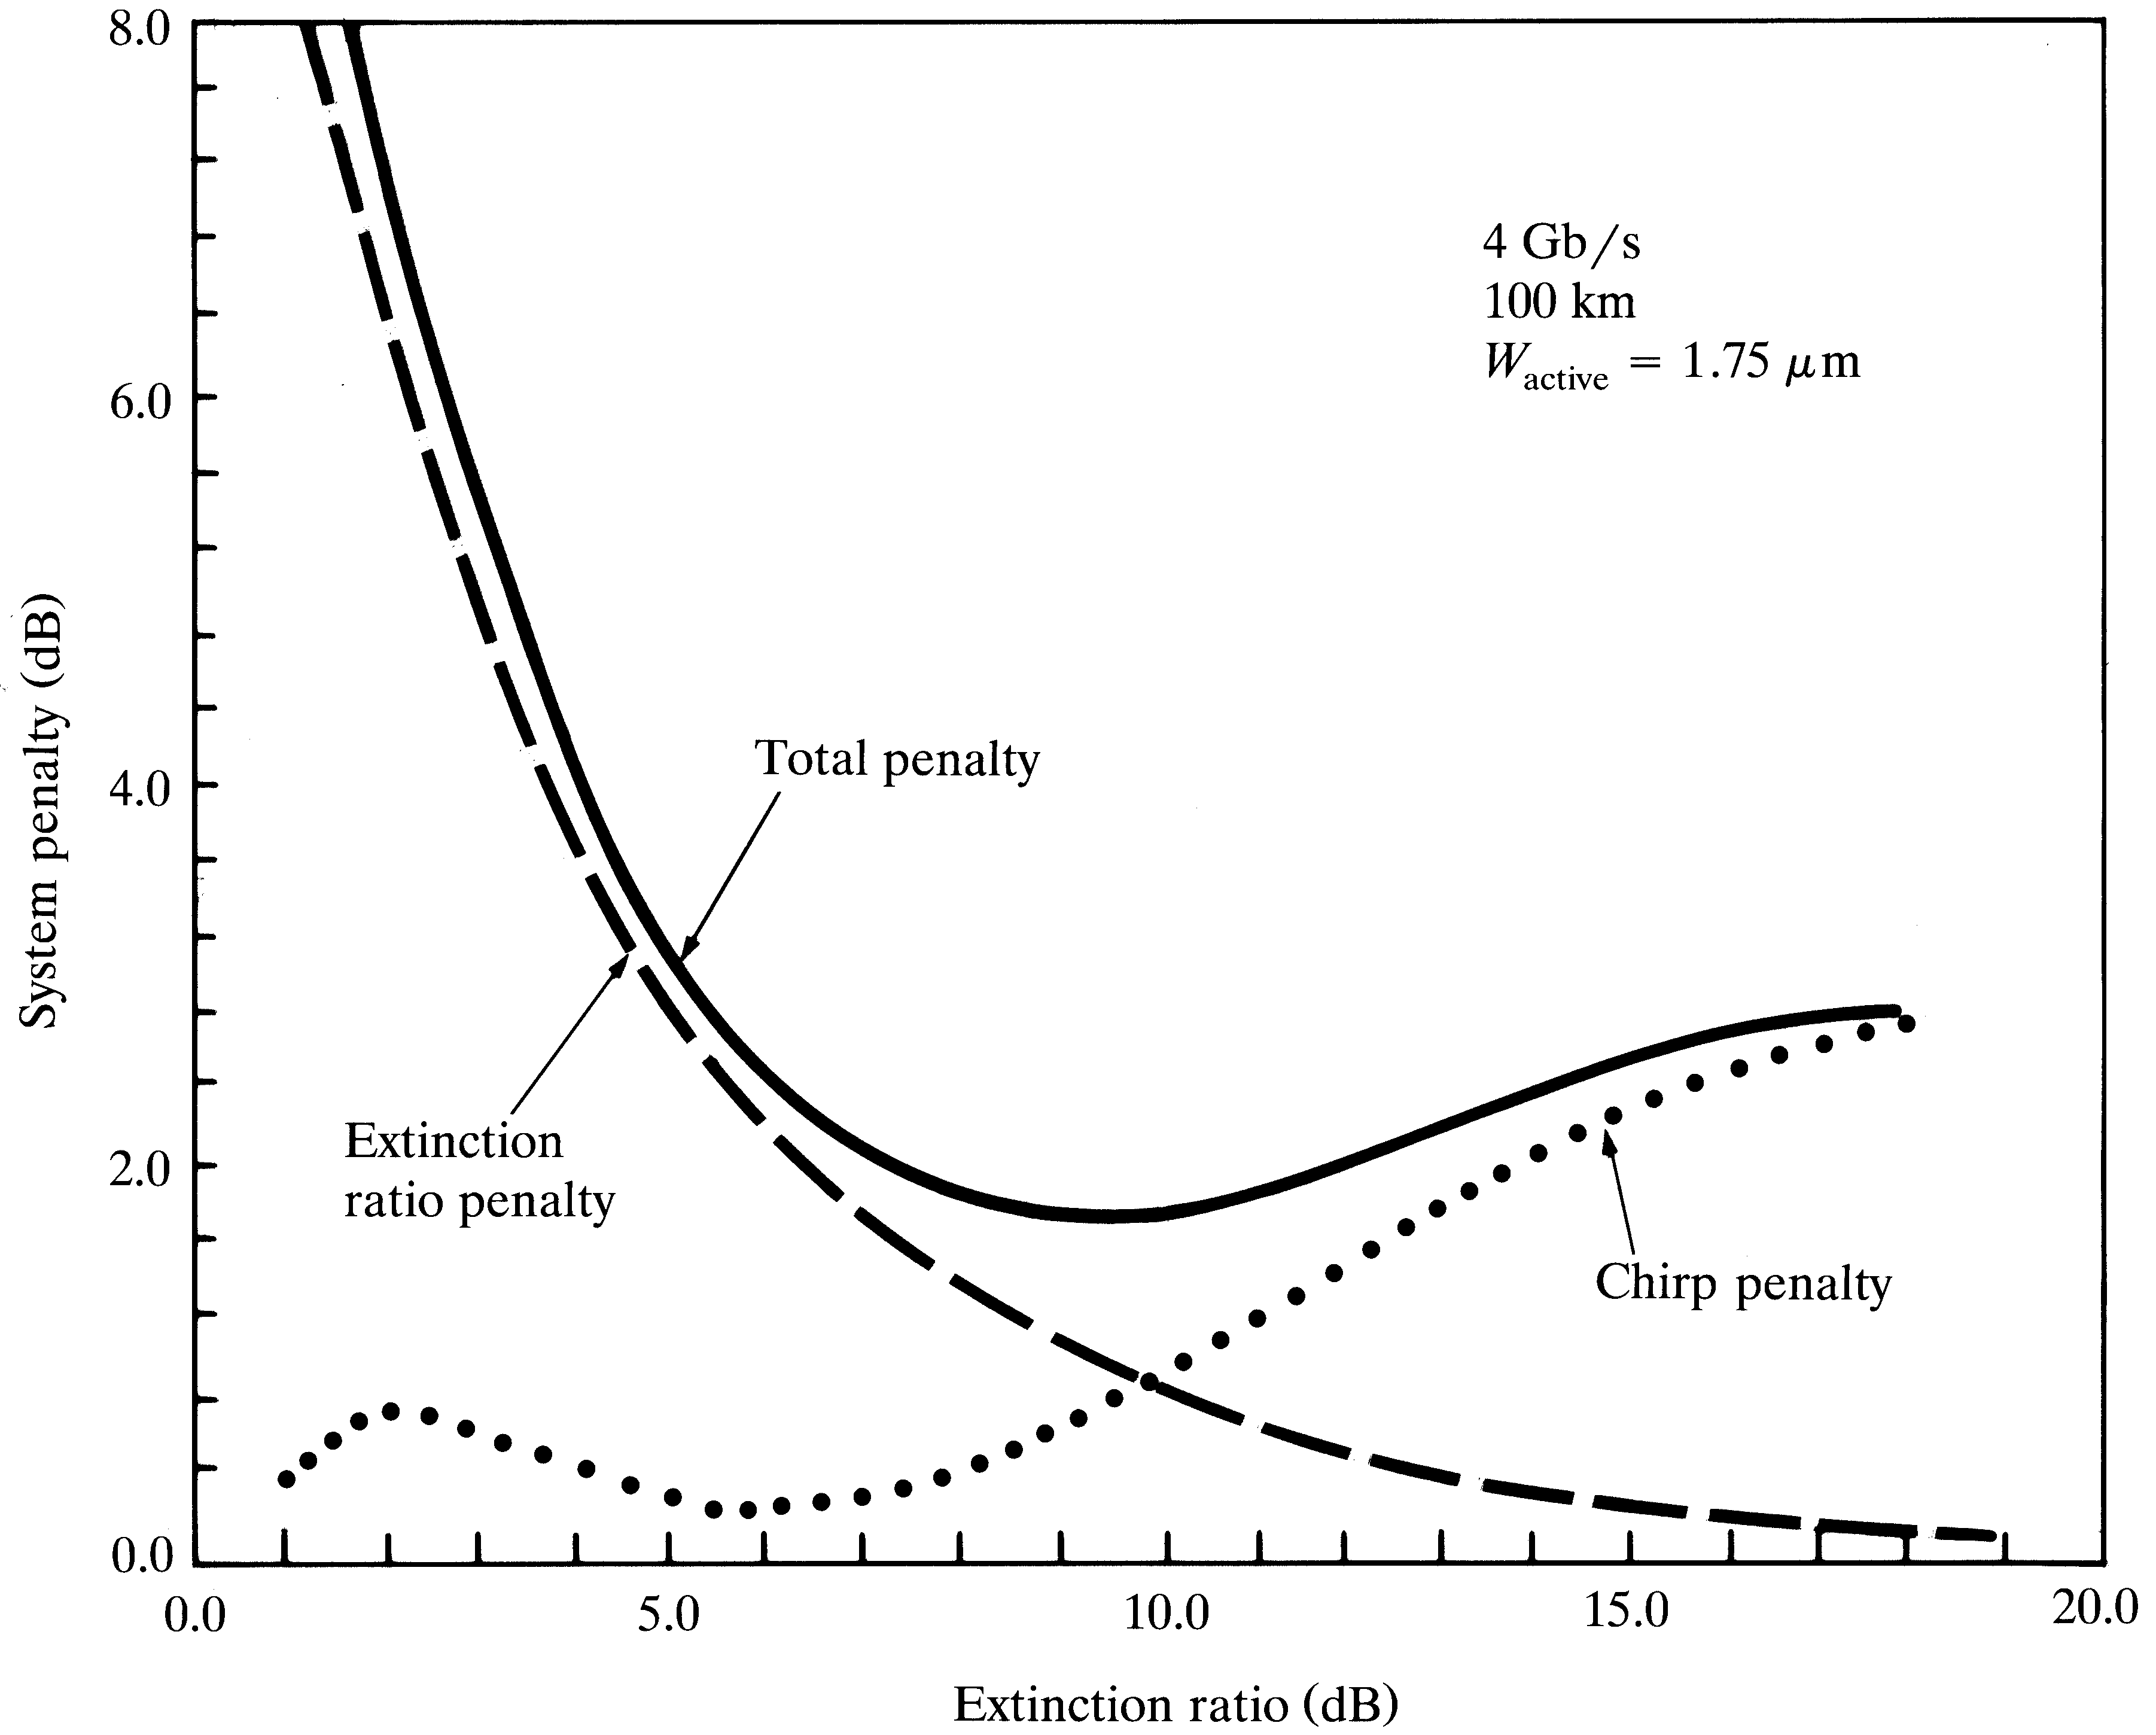 8.0
6.0
4.0
2.0
0.0
System penalty (dB)
4 Gb/s
100 km
Wactive = 1.75 μm
Total penalty
Extinction
ratio penalty
Chirp penalty
0.0 5.0 10.0 15.0 20.0
Extinction ratio (dB)